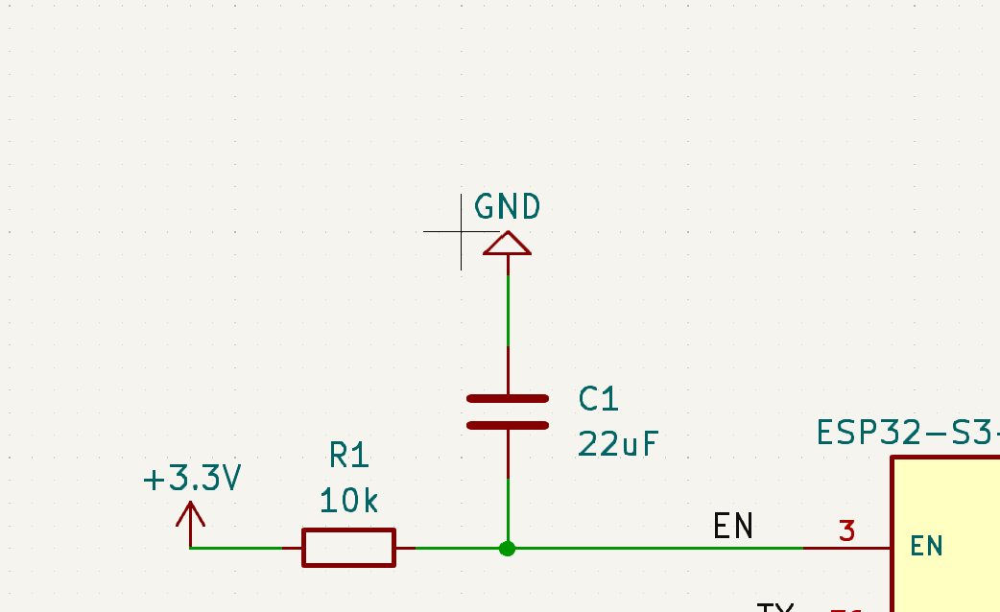 GND
C1
22uF
ESP32-S3-
R1
+3.3V
10k
EN
3
EN